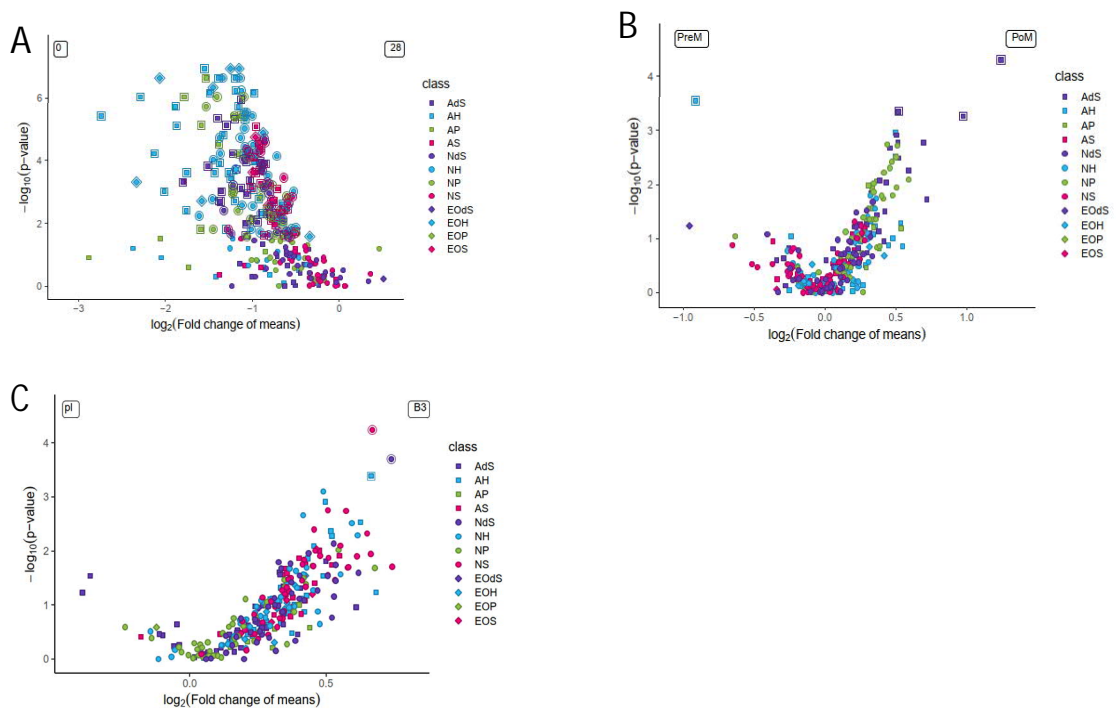 A
0
28
6
4
2
0
−3
−2
−1
0
−log10(p−value)
log2(Fold change of means)
class
AdS
AH
AP
AS
NdS
NH
NP
NS
EOdS
EOH
EOP
EOS
B
PreM
PoM
4
3
2
1
0
−1.0
−0.5
0.0
0.5
1.0
−log10(p−value)
log2(Fold change of means)
class
AdS
AH
AP
AS
NdS
NH
NP
NS
EOdS
EOH
EOP
EOS
C
pl
B3
4
3
2
1
0
0.0
0.5
−log10(p−value)
log2(Fold change of means)
class
AdS
AH
AP
AS
NdS
NH
NP
NS
EOdS
EOH
EOP
EOS